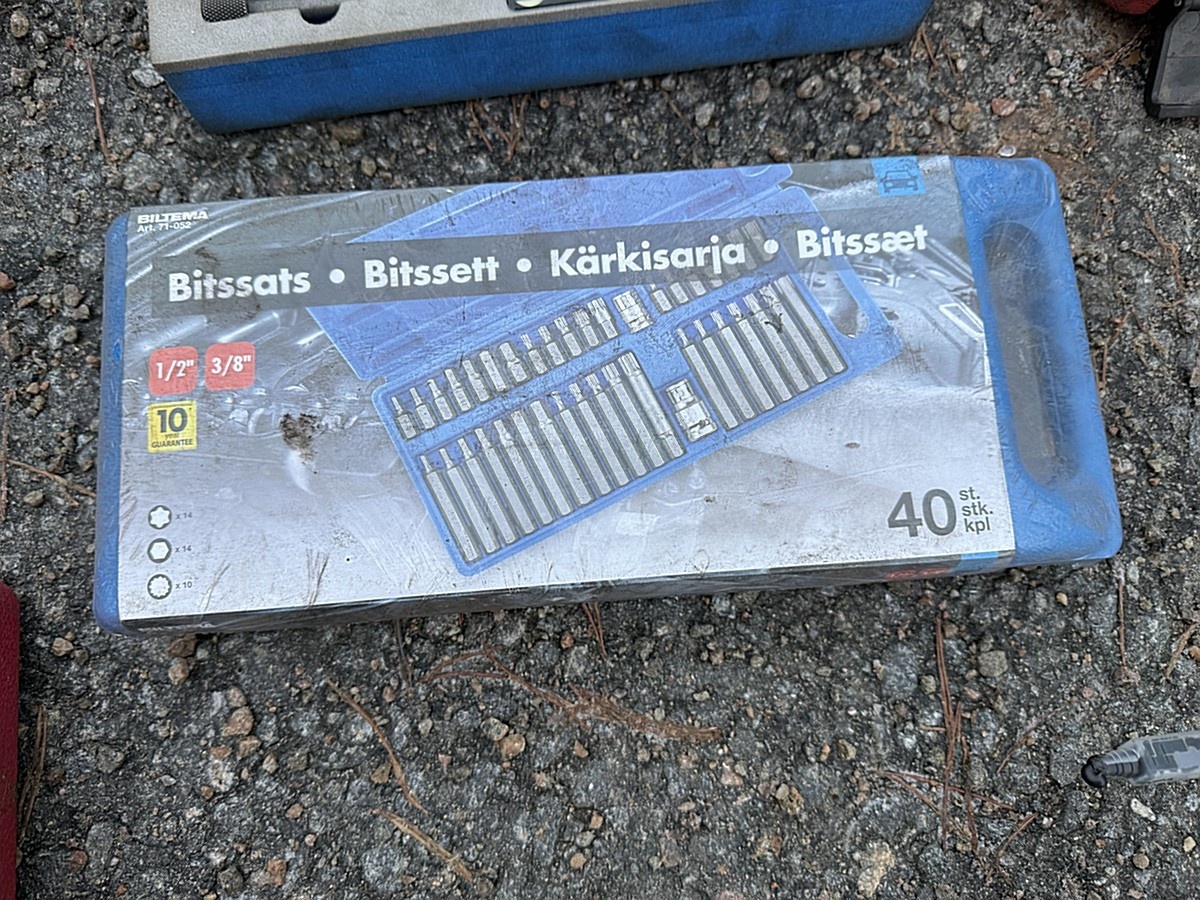 BILTEMA
Art. 71-052
Bitssats • Bitssett • Kärkisarja • Bitssæt
1/2" 3/8"
10
year
GUARANTEE
x 14
x 14
x 10
40 st.
stk.
kpl